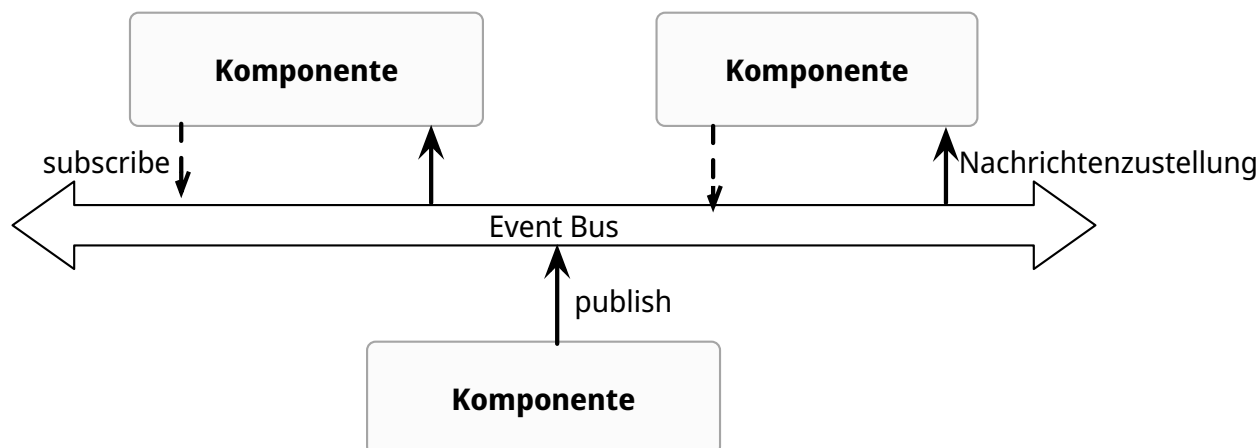 Komponente
Komponente
subscribe
Nachrichtenzustellung
Event Bus
publish
Komponente